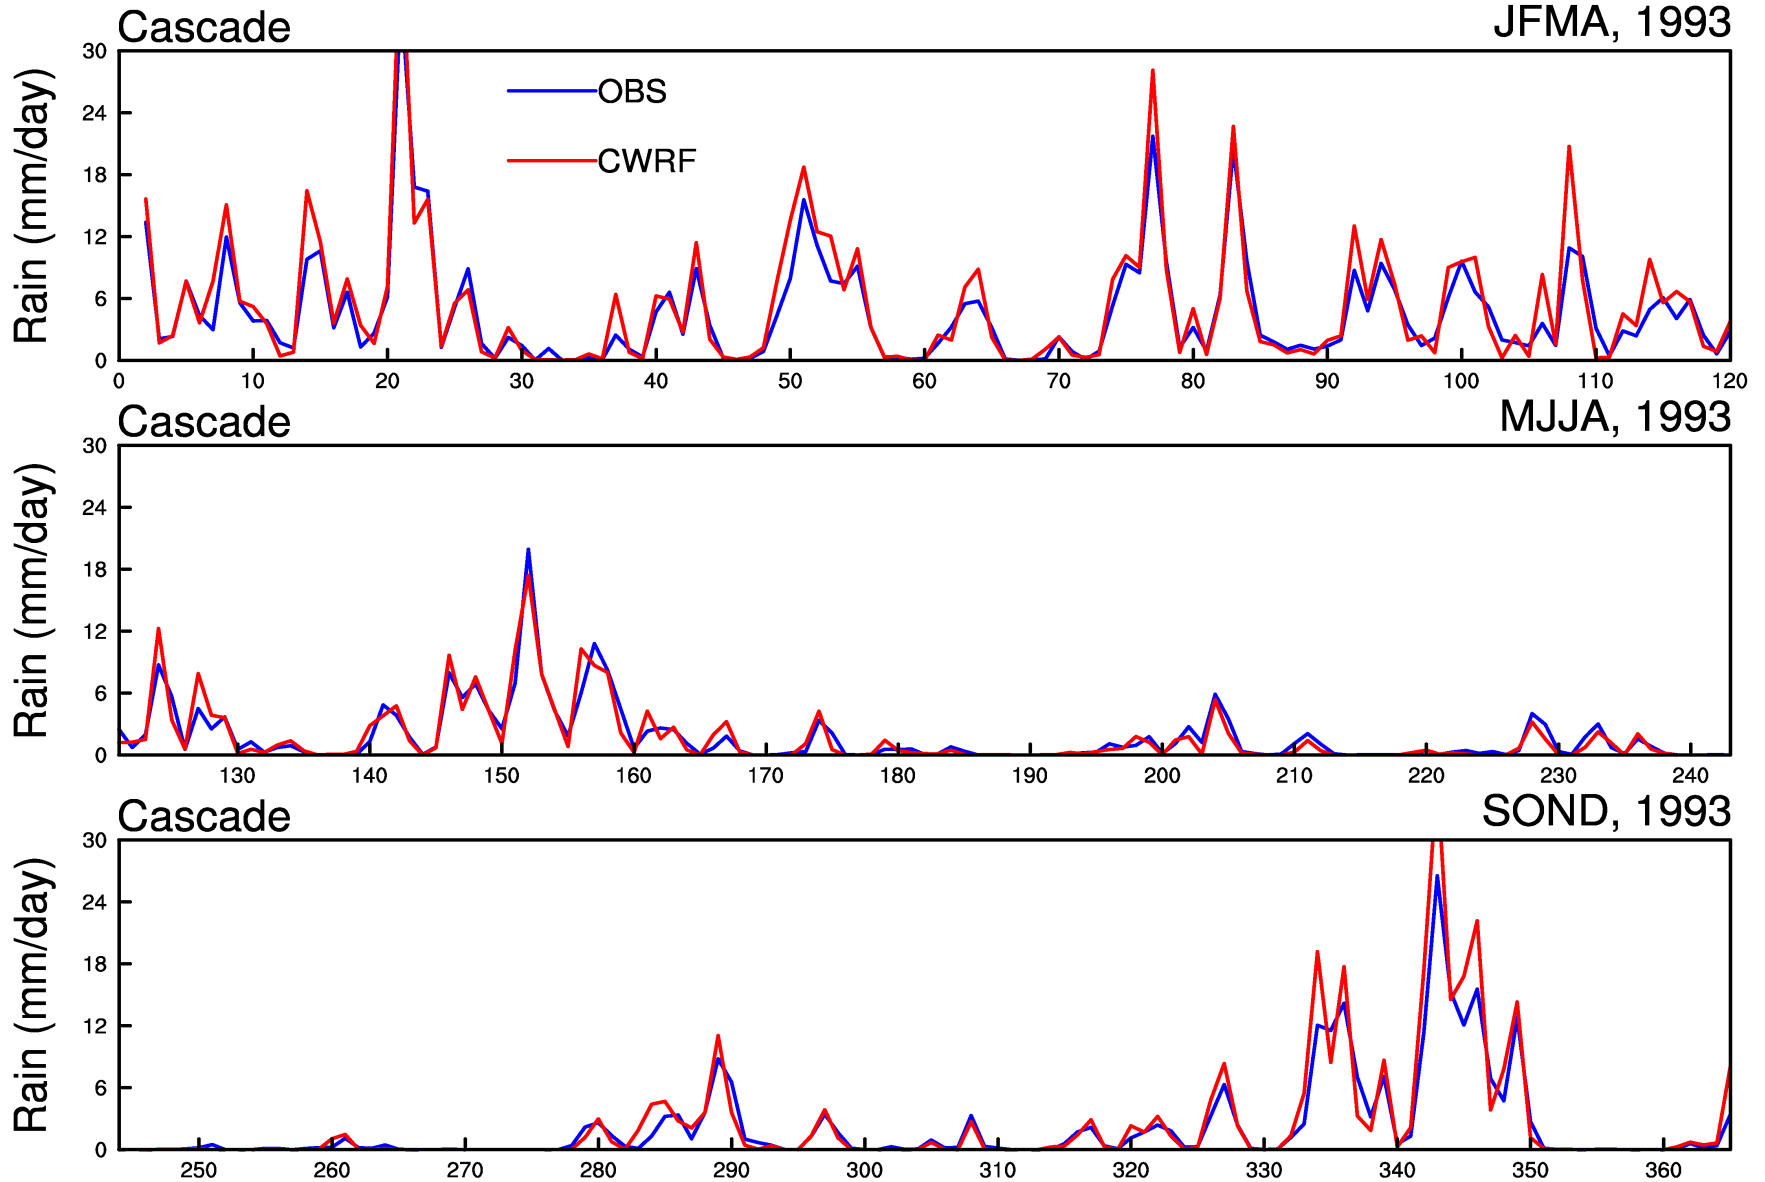 Cascade JFMA, 1993
Rain (mm/day)
30
24
18
12
6
0
OBS
CWRF
0 10 20 30 40 50 60 70 80 90 100 110 120
Cascade MJJA, 1993
Rain (mm/day)
30
24
18
12
6
0
130 140 150 160 170 180 190 200 210 220 230 240
Cascade SOND, 1993
Rain (mm/day)
30
24
18
12
6
0
250 260 270 280 290 300 310 320 330 340 350 360